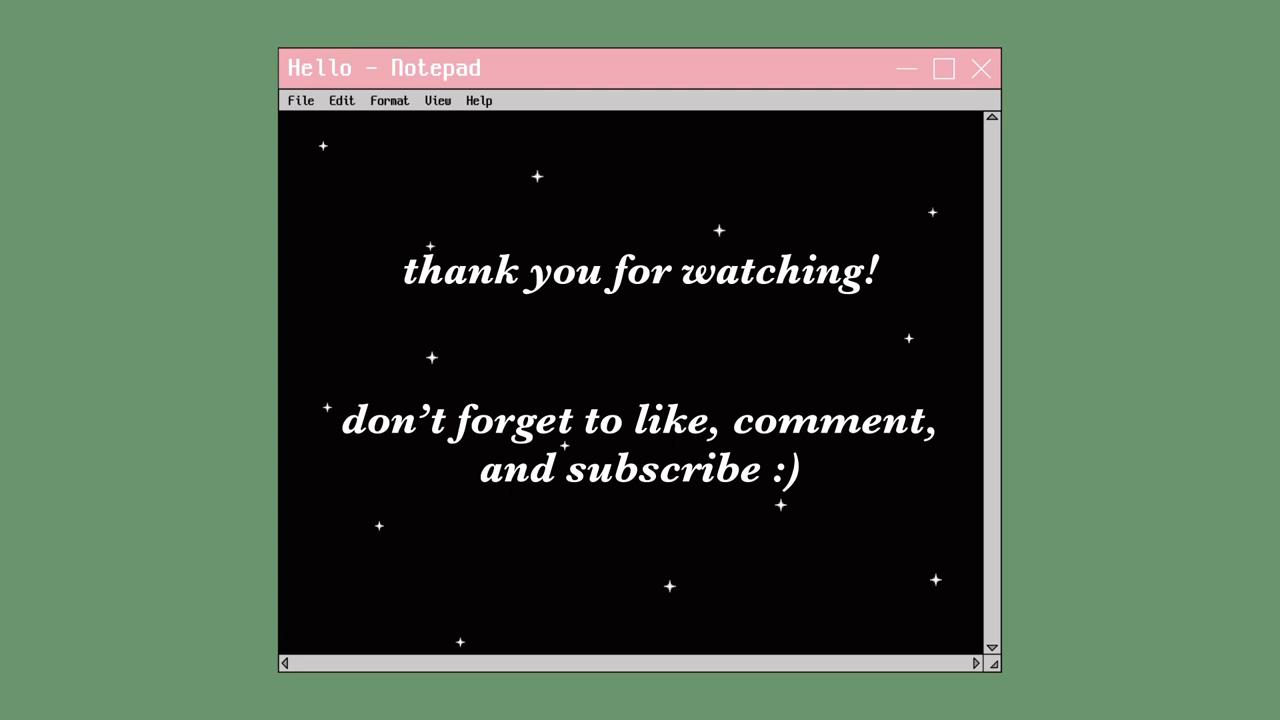 Hello - Notepad
File Edit Format View Help
thank you for watching!
don’t forget to like, comment,
and subscribe :)